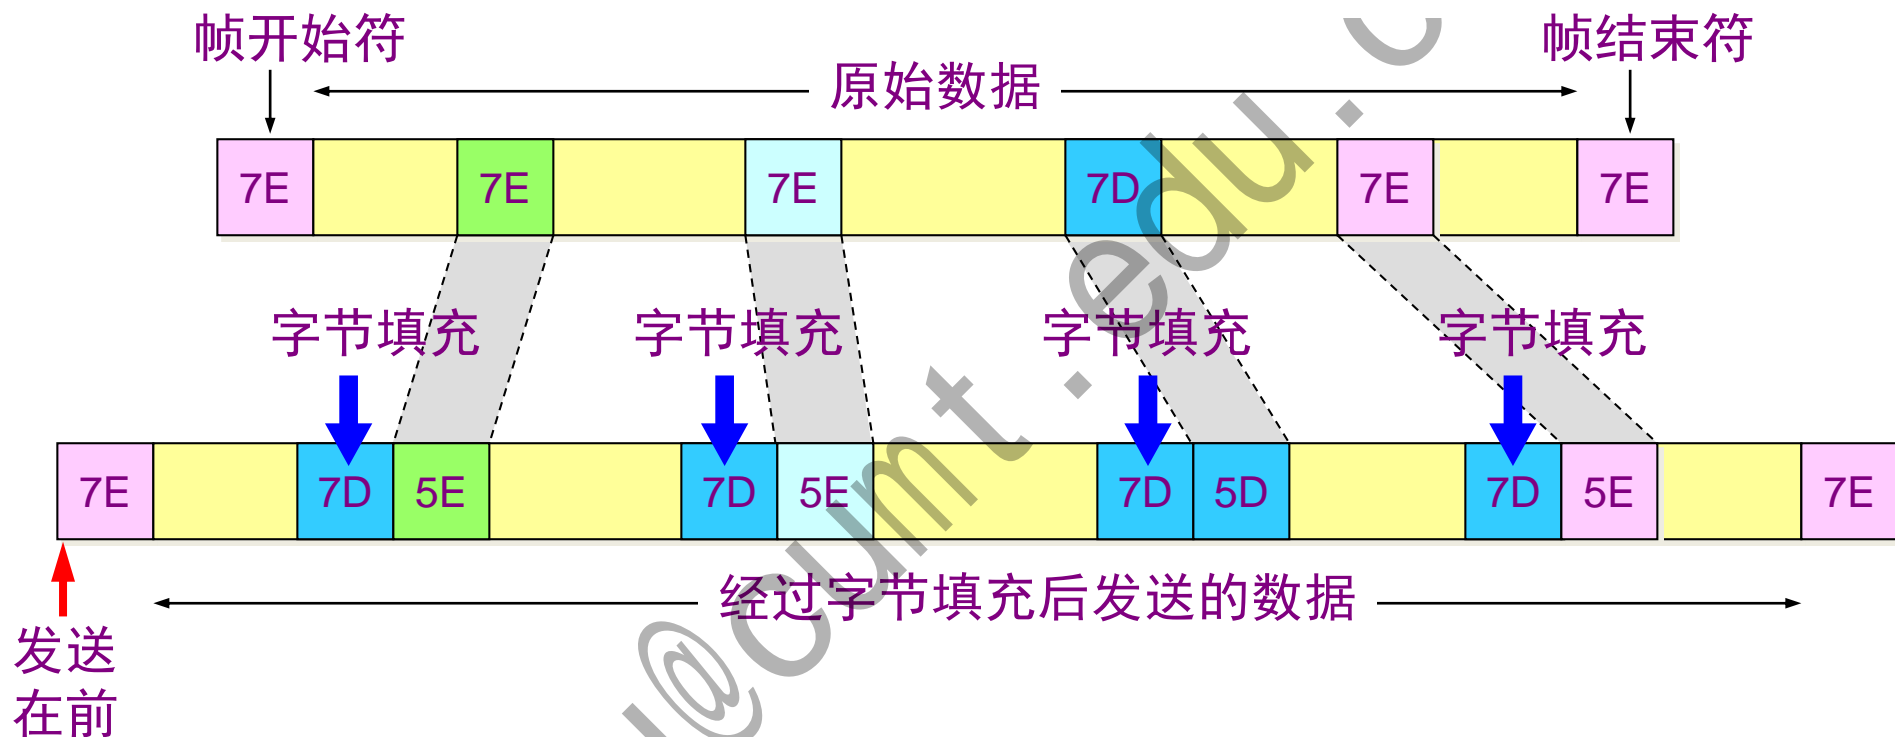 帧开始符
帧结束符
原始数据
7E 7E 7E 7D 7E 7E
字节填充 字节填充 字节填充 字节填充
7E 7D 5E 7D 5E 7D 5D 7D 5E 7E
经过字节填充后发送的数据
发送
在前
@cumt.edu.c